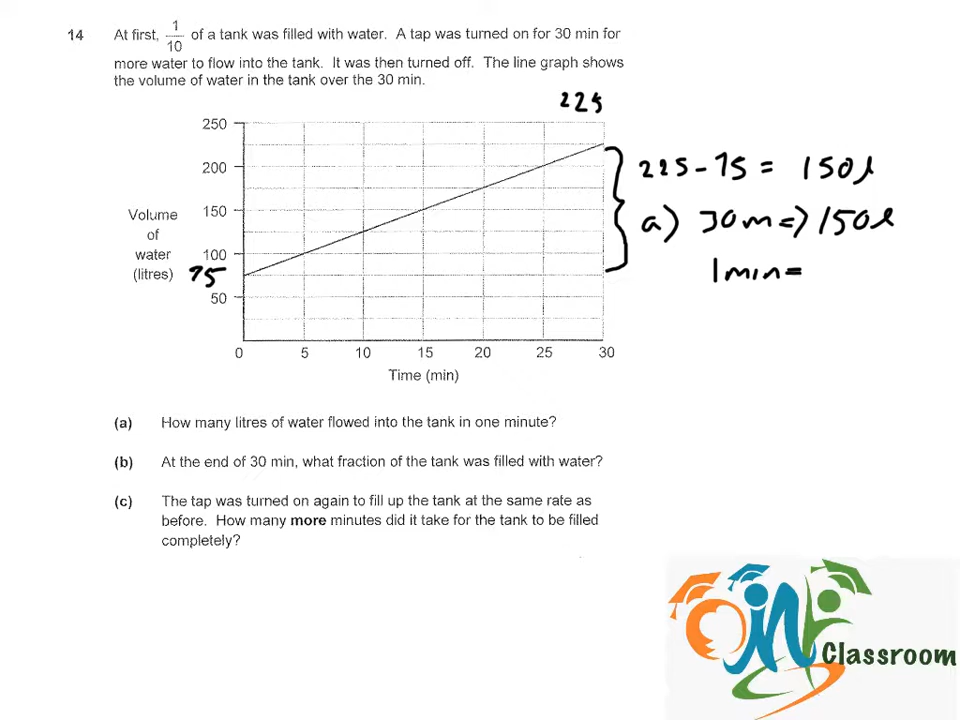 14 At first, 1/10 of a tank was filled with water. A tap was turned on for 30 min for
more water to flow into the tank. It was then turned off. The line graph shows
the volume of water in the tank over the 30 min.
225
250
200
150
100
50
Volume
of
water
(litres)
75
225 - 75 = 150 l
a) 30m => 150 l
1min =
0 5 10 15 20 25 30
Time (min)
(a) How many litres of water flowed into the tank in one minute?
(b) At the end of 30 min, what fraction of the tank was filled with water?
(c) The tap was turned on again to fill up the tank at the same rate as
before. How many more minutes did it take for the tank to be filled
completely?
Classroom